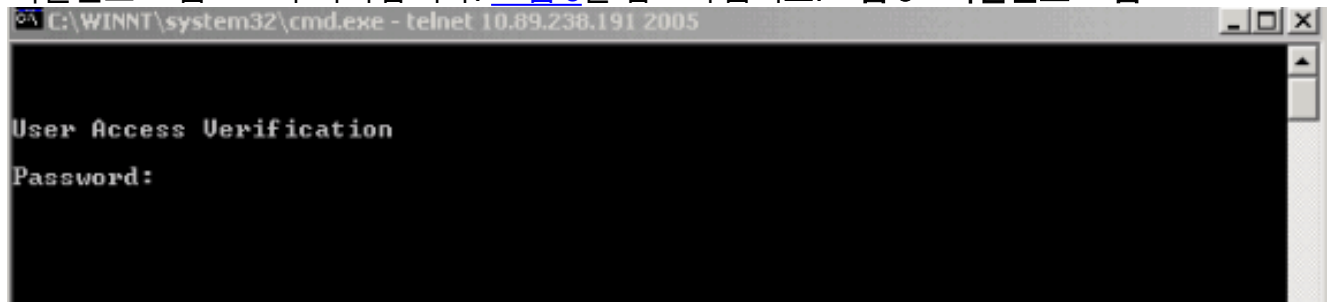 C:\WINNT\system32\cmd.exe - telnet 10.89.238.191 2005
User Access Verification
Password: